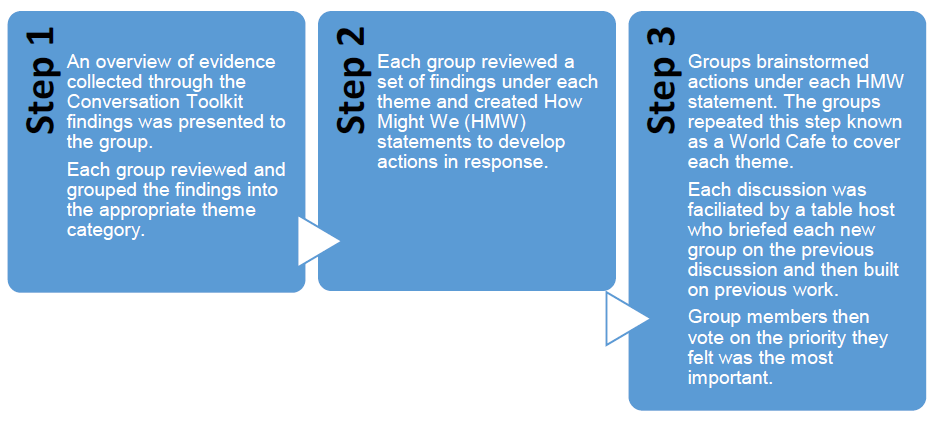 Step 1
An overview of evidence
collected through the
Conversation Toolkit
findings was presented to
the group.
Each group reviewed and
grouped the findings into
the appropriate theme
category.
Step 2
Each group reviewed a
set of findings under each
theme and created How
Might We (HMW)
statements to develop
actions in response.
Step 3
Groups brainstormed
actions under each HMW
statement. The groups
repeated this step known
as a World Cafe to cover
each theme.
Each discussion was
faciliated by a table host
who briefed each new
group on the previous
discussion and then built
on previous work.
Group members then
vote on the priority they
felt was the most
important.